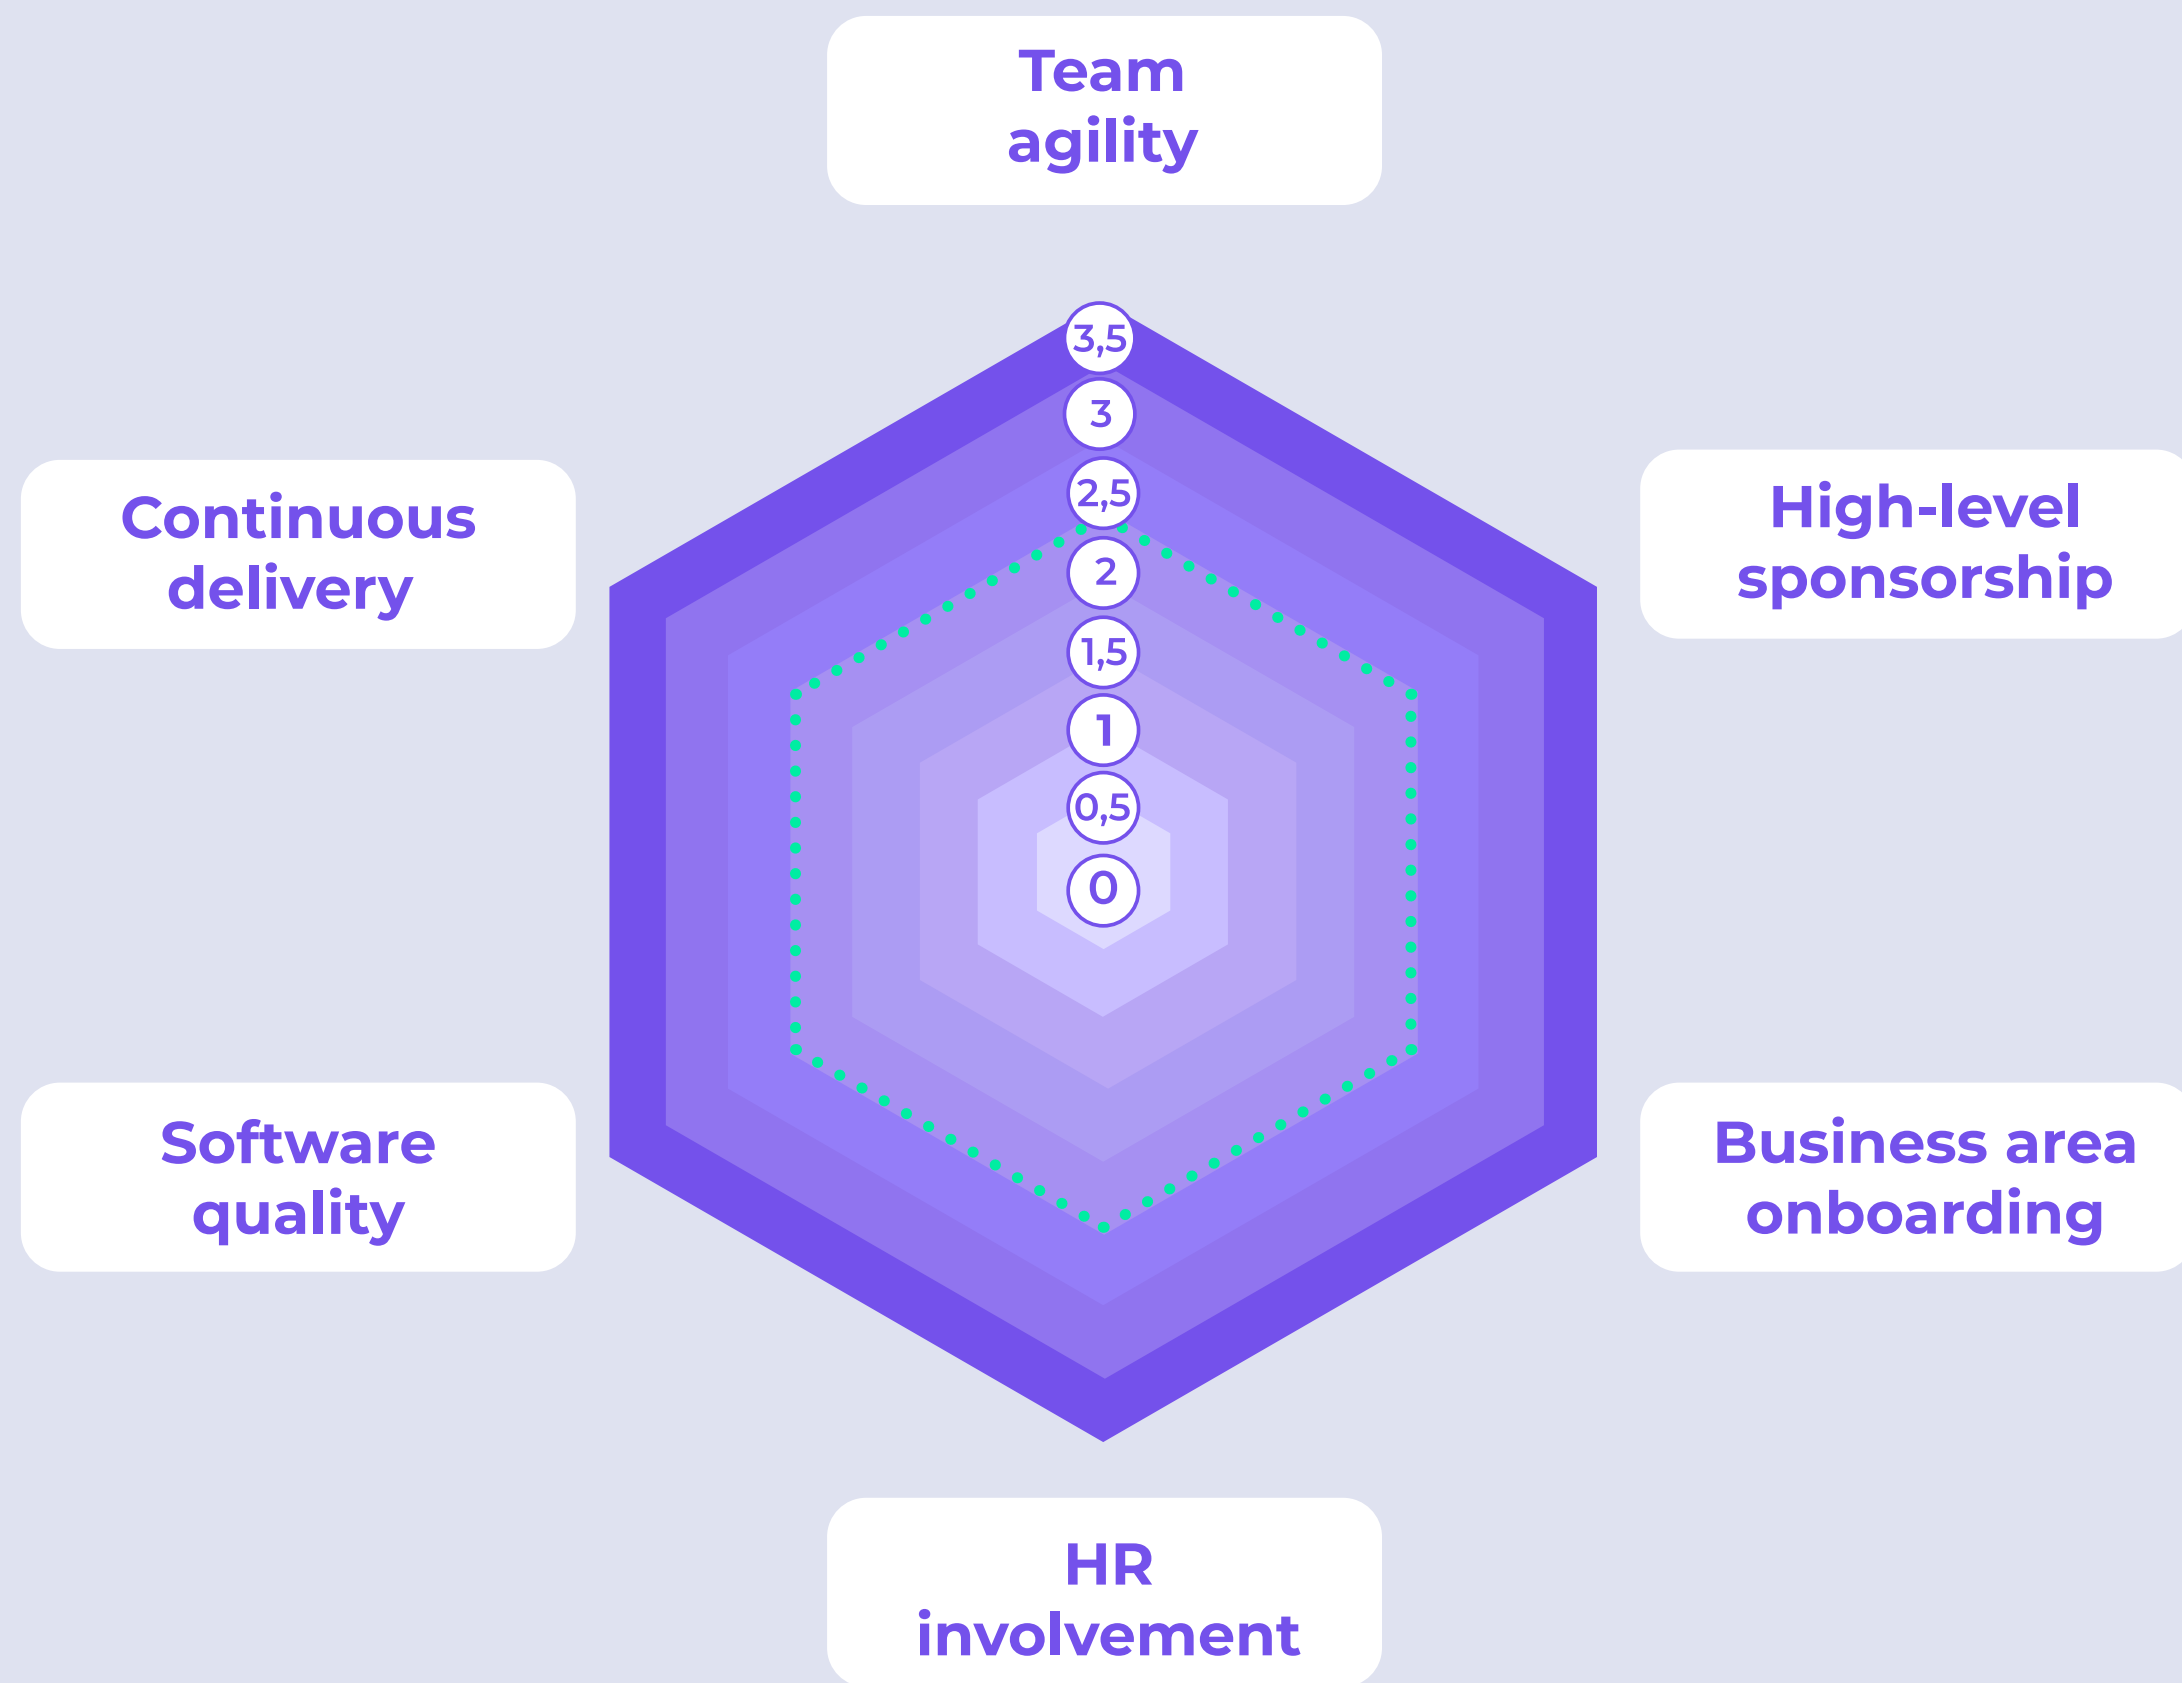 Team
agility
3,5
3
2,5
2
1,5
1
0,5
0
Continuous
delivery
High-level
sponsorship
Software
quality
Business area
onboarding
HR
involvement